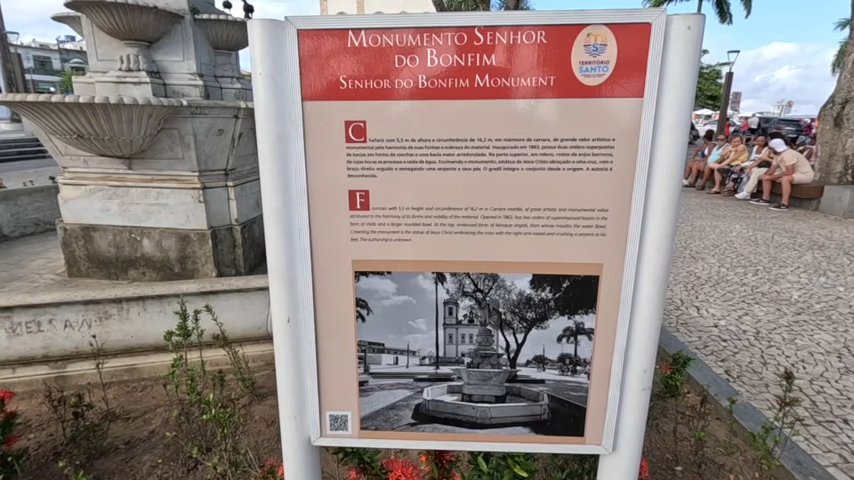 MONUMENTO SENHOR
DO BONFIM
SENHOR DO BONFIM MONUMENT
TERRITÓRIO
SANTO
Chafariz com 5,5 m de altura e circunferência de 16,2 m, em mármore de carrara, de grande valor artístico e
monumental pela harmonia de suas formas e nobreza do material. Inaugurado em 1863, possui duas ordens superpostas
de bacias em forma de conchas e uma bacia maior arredondada. Na parte superior, em relevo, rostos de anjos barrocos,
de cujas bocas se processa a saída de água. Encimando o monumento, estátua de Jesus Cristo abraçado a uma cruz, com o
braço direito erguido e esmagando uma serpente a seus pés. O gradil integra o conjunto desde a origem. A autoria é
desconhecida.
Fountain with 5.5 m height and circumference of 16,2 m in Carrara marble, of great artistic and monumental value
attributed to the harmony of its forms and nobility of the material. Opened in 1863, has two orders of superimposed basins in the
form of shells and a larger rounded bowl. At the top, embossed faces of baroque angels, from whose mouths the water flows.
Crowning the monument is the statue of Jesus Christ embracing the cross with the right arm raised and crushing a serpent at his
feet. The authorship is unknown.